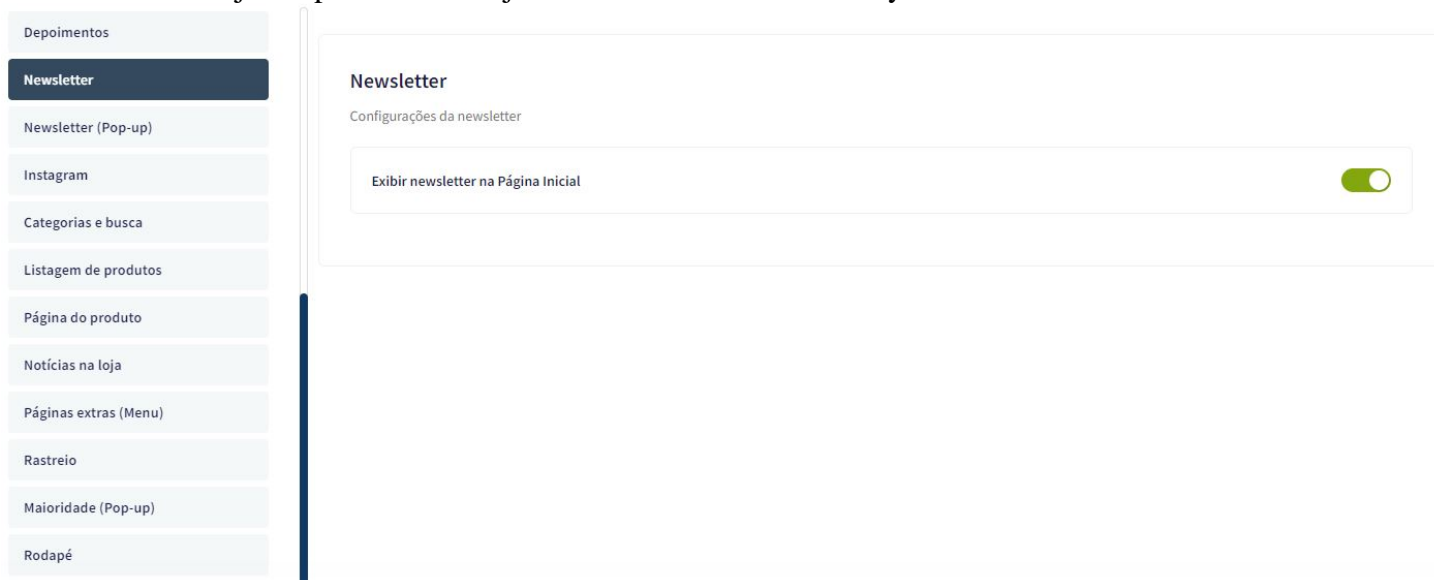 Depoimentos
Newsletter
Newsletter (Pop-up)
Instagram
Categorias e busca
Listagem de produtos
Página do produto
Notícias na loja
Páginas extras (Menu)
Rastreio
Maioridade (Pop-up)
Rodapé
Newsletter
Configurações da newsletter
Exibir newsletter na Página Inicial